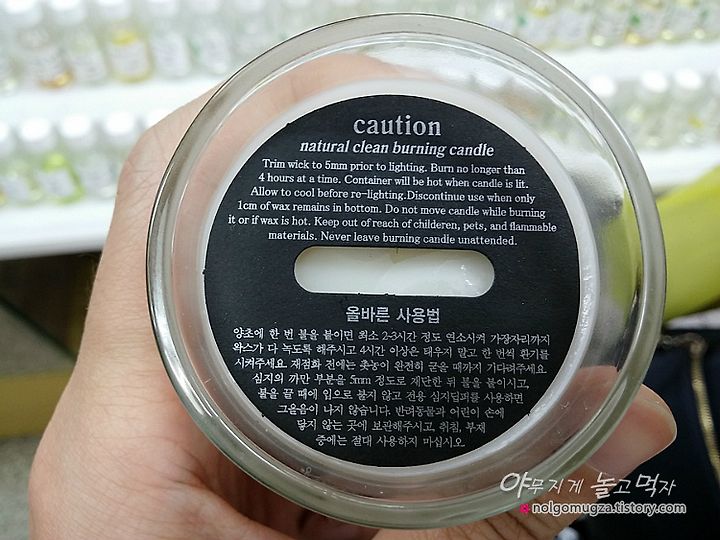 caution
natural clean burning candle
Trim wick to 5mm prior to lighting. Burn no longer than
4 hours at a time. Container will be hot when candle is lit.
Allow to cool before re-lighting.Discontinue use when only
1cm of wax remains in bottom. Do not move candle while burning
it or if wax is hot. Keep out of reach of childeren, pets, and flammable
materials. Never leave burning candle unattended.
올바른 사용법
양초에 한 번 불을 붙이면 최소 2-3시간 정도 연소시켜 가장자리까지
왁스가 다 녹도록 해주시고 4시간 이상은 태우지 말고 한 번씩 환기를
시켜주세요. 재점화 전에는 촛농이 완전히 굳을 때까지 기다려주세요.
심지의 까만 부분을 5mm 정도로 재단한 뒤 불을 붙이시고,
불을 끌 때에 입으로 불지 않고 전용 심지딥퍼를 사용하면
그을음이 나지 않습니다. 반려동물과 어린이 손에
닿지 않는 곳에 보관해주시고, 취침, 부재
중에는 절대 사용하지 마십시오.
야무지게 놀고먹자
nolgomugza.tistory.com